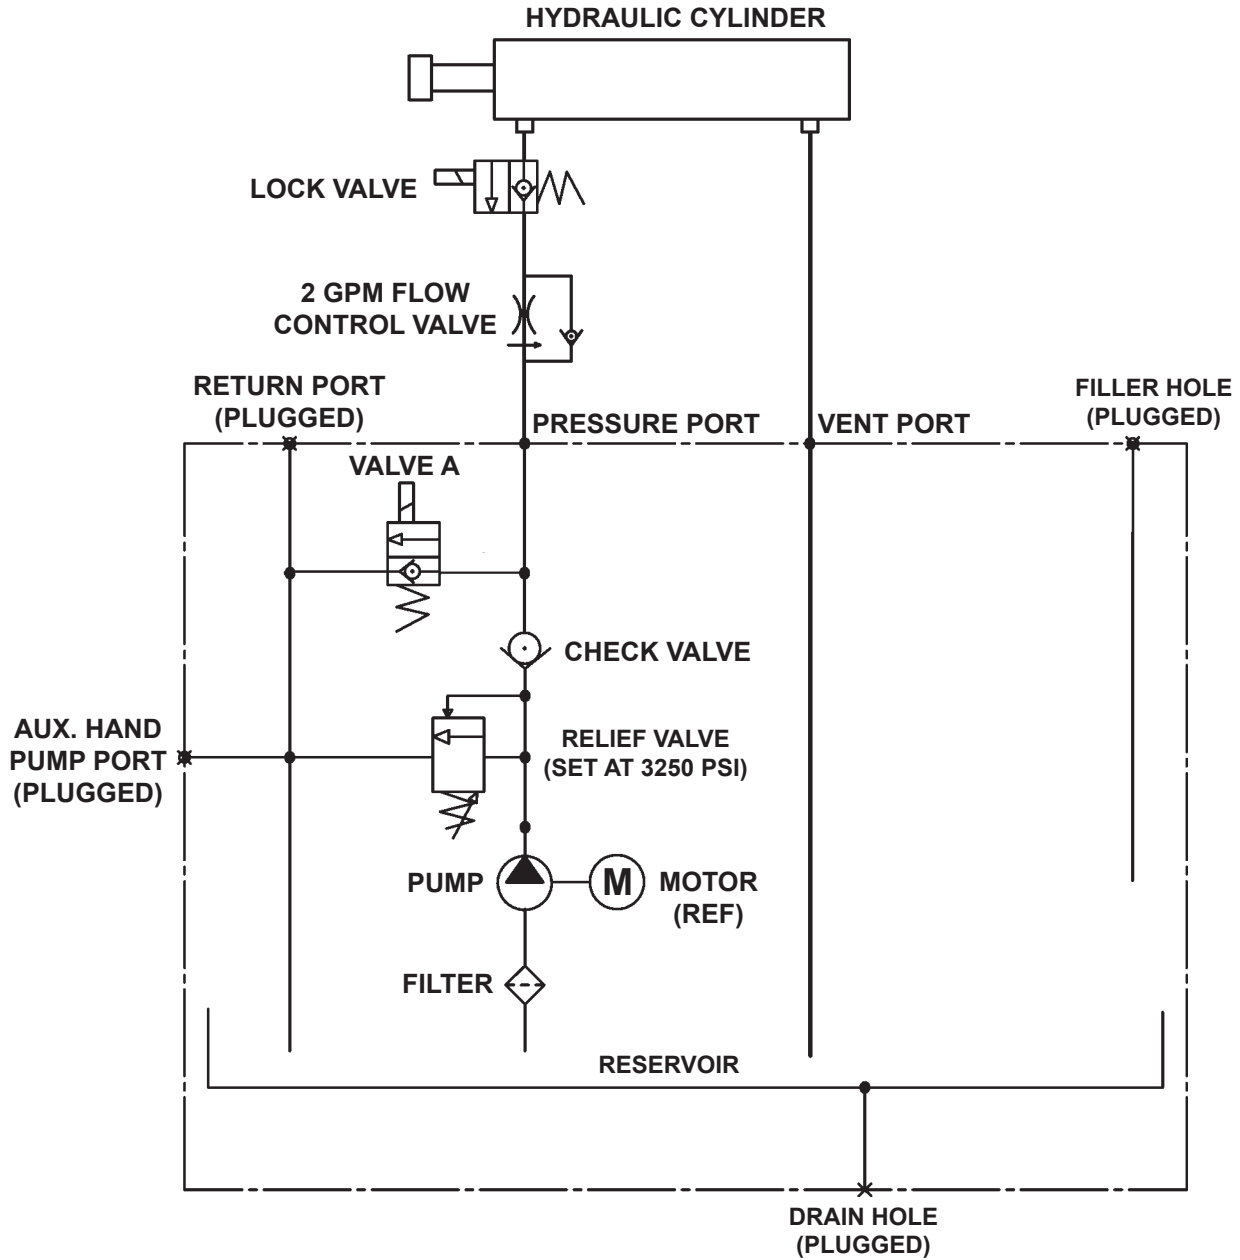 HYDRAULIC CYLINDER
LOCK VALVE
2 GPM FLOW
CONTROL VALVE
RETURN PORT
(PLUGGED)
PRESSURE PORT
VENT PORT
FILLER HOLE
(PLUGGED)
VALVE A
CHECK VALVE
AUX. HAND
PUMP PORT
(PLUGGED)
RELIEF VALVE
(SET AT 3250 PSI)
PUMP
M
MOTOR
(REF)
FILTER
RESERVOIR
DRAIN HOLE
(PLUGGED)